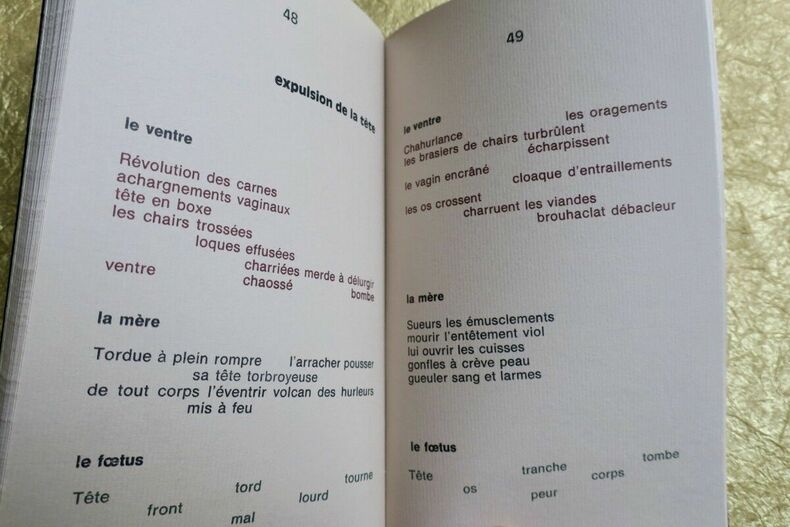 48
expulsion de la tête
le ventre
Révolution des carnes
achargnements vaginaux
tête en boxe
les chairs trossées
loques effusées
charriées merde à délurgir
ventre chaossé bombe
la mère
Tordue à plein rompre l'arracher pousser
sa tête torbroyeuse
de tout corps l'éventrir volcan des hurleurs
mis à feu
le fœtus
Tête front tord mal lourd tourne
49
le ventre
Chahurlance les oragements
les brasiers de chairs turbrûlent
écharpissent
le vagin encrâné
cloaque d'entraillements
les os crossent
charruent les viandes
brouhaclat débacleur
la mère
Sueurs les émusclements
mourir l'entêtement viol
lui ouvrir les cuisses
gonfles à crève peau
gueuler sang et larmes
le fœtus
Tête os tranche peur corps tombe